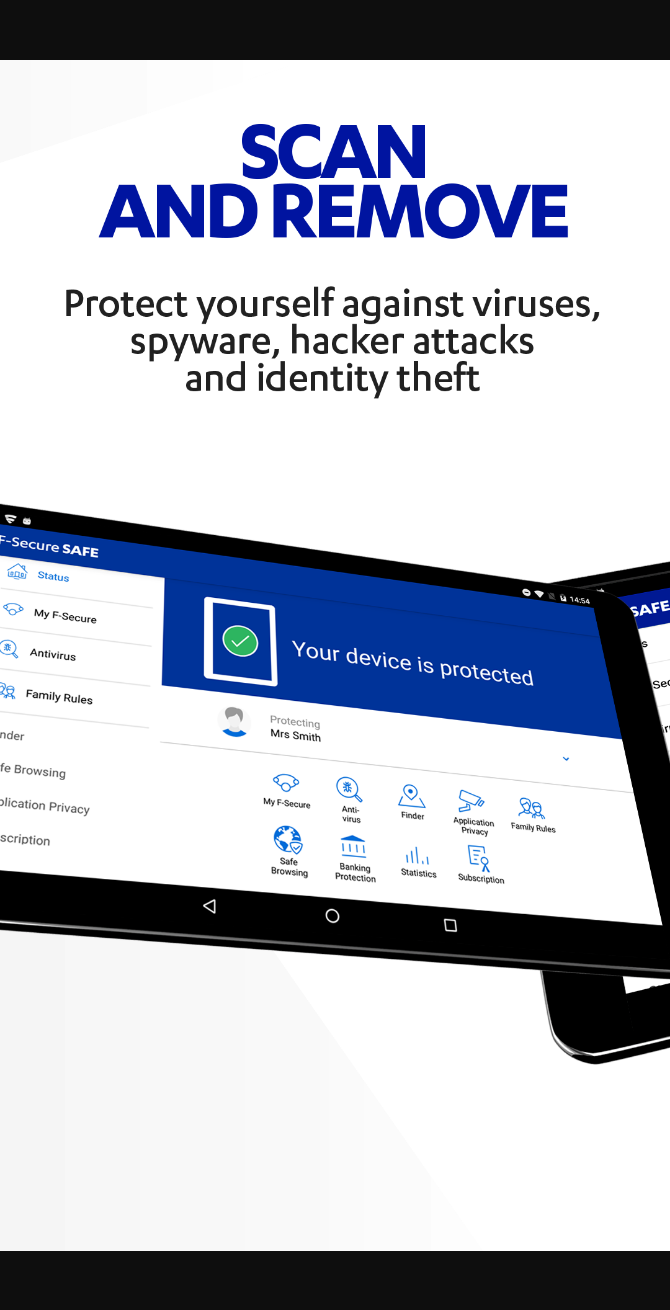 SCAN
AND REMOVE
Protect yourself against viruses,
spyware, hacker attacks
and identity theft
F-Secure SAFE
14:54
Status
My F-Secure
Antivirus
Family Rules
nder
fe Browsing
plication Privacy
scription
Your device is protected
Protecting
Mrs Smith
My F-Secure
Anti-
virus
Finder
Application
Privacy
Family Rules
Safe
Browsing
Banking
Protection
Statistics
Subscription
SAFE
s
Sec